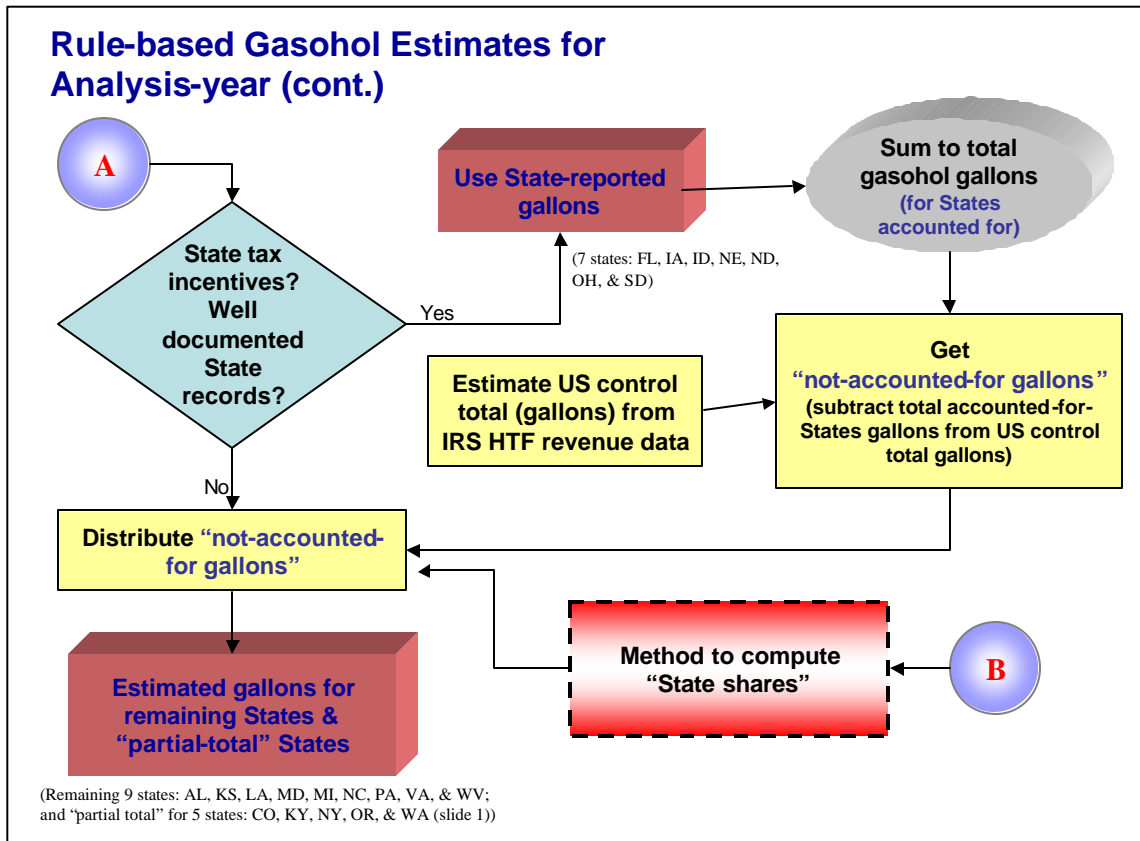 Rule-based Gasohol Estimates for
Analysis-year (cont.)
A
State tax
incentives?
Well
documented
State
records?
Yes
No
Use State-reported
gallons
(7 states: FL, IA, ID, NE, ND,
OH, & SD)
Sum to total
gasohol gallons
(for States
accounted for)
Estimate US control
total (gallons) from
IRS HTF revenue data
Get
“not-accounted-for gallons”
(subtract total accounted-for-
States gallons from US control
total gallons)
Distribute “not-accounted-
for gallons”
Method to compute
“State shares”
B
Estimated gallons for
remaining States &
“partial-total” States
(Remaining 9 states: AL, KS, LA, MD, MI, NC, PA, VA, & WV;
and “partial total” for 5 states: CO, KY, NY, OR, & WA (slide 1))